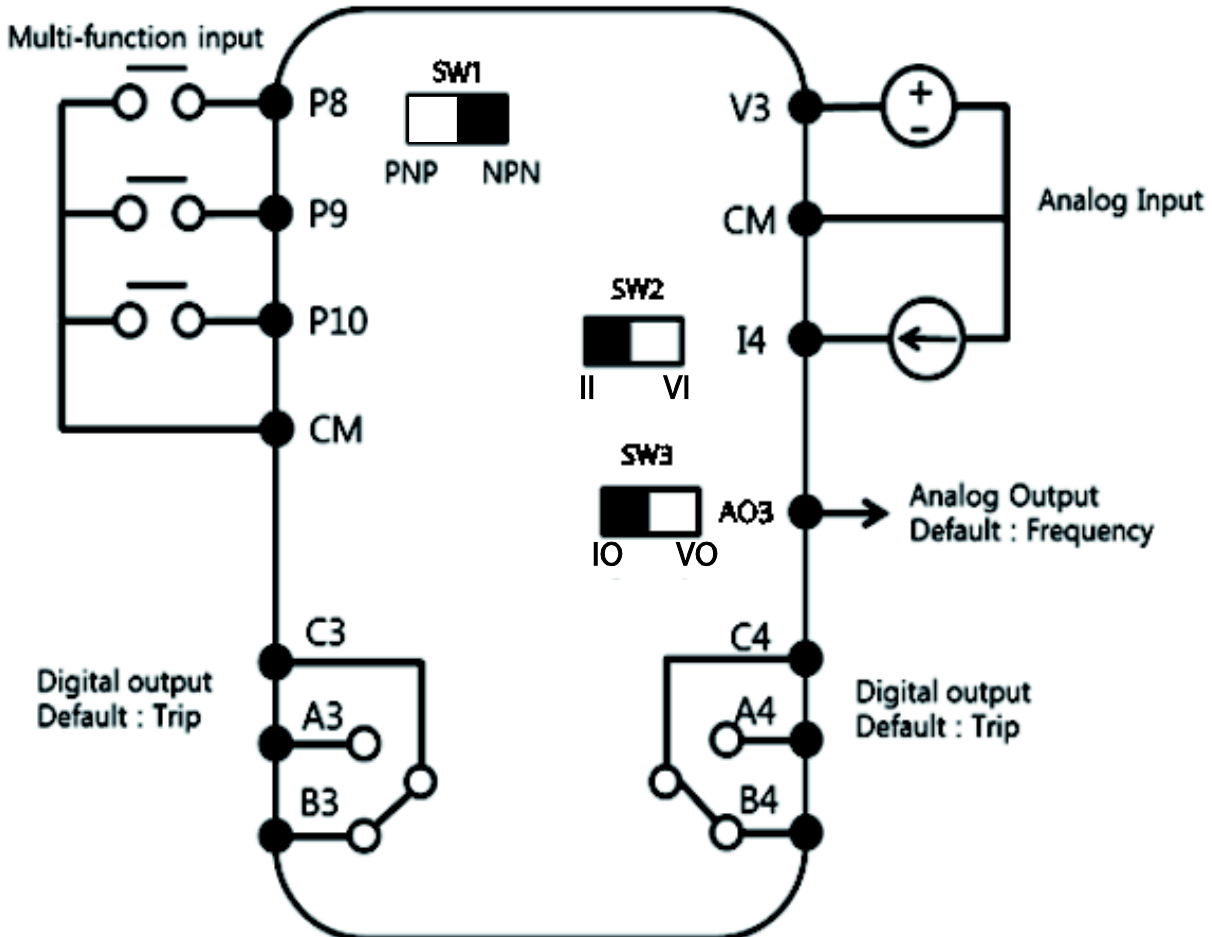 Multi-function input
SW1
P8
V3
+
-
PNP NPN
Analog Input
P9
CM
SW2
P10
I4
II VI
CM
SW3
AO3
Analog Output
Default : Frequency
IO VO
C3
C4
Digital output
Default : Trip
A3
A4
Digital output
Default : Trip
B3
B4